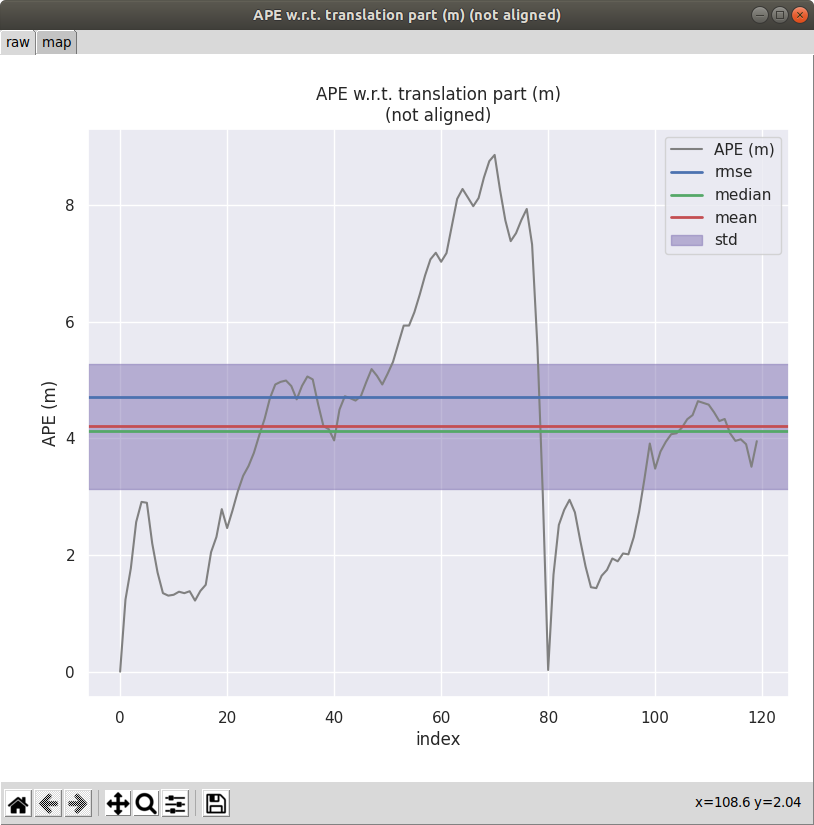 APE w.r.t. translation part (m) (not aligned)
raw map
APE w.r.t. translation part (m)
(not aligned)
APE (m)
rmse
median
mean
std
8
6
4
2
0
APE (m)
0 20 40 60 80 100 120
index
x=108.6 y=2.04